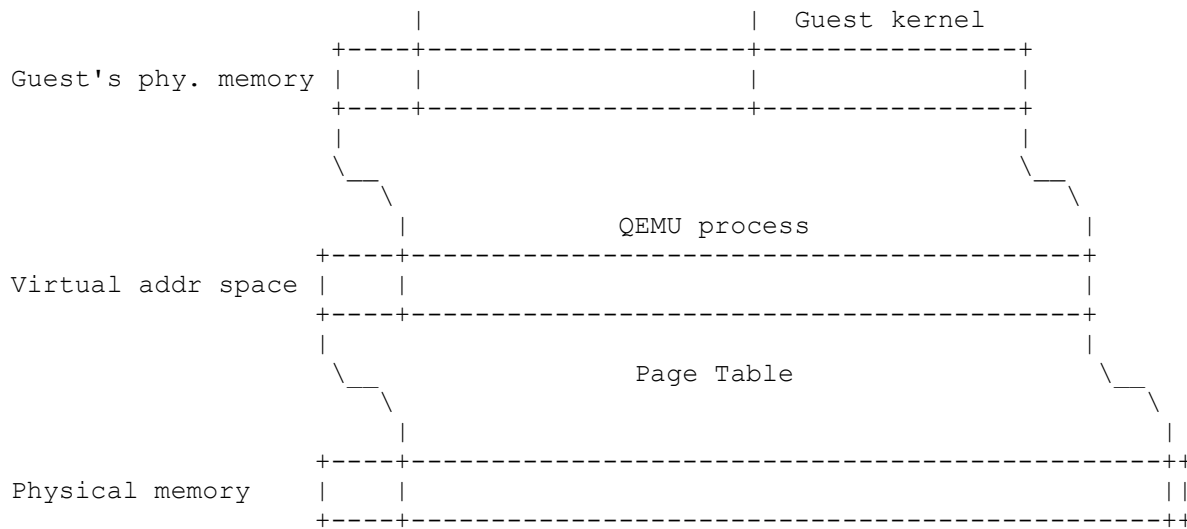 Guest kernel
Guest's phy. memory
QEMU process
Virtual addr space
Page Table
Physical memory